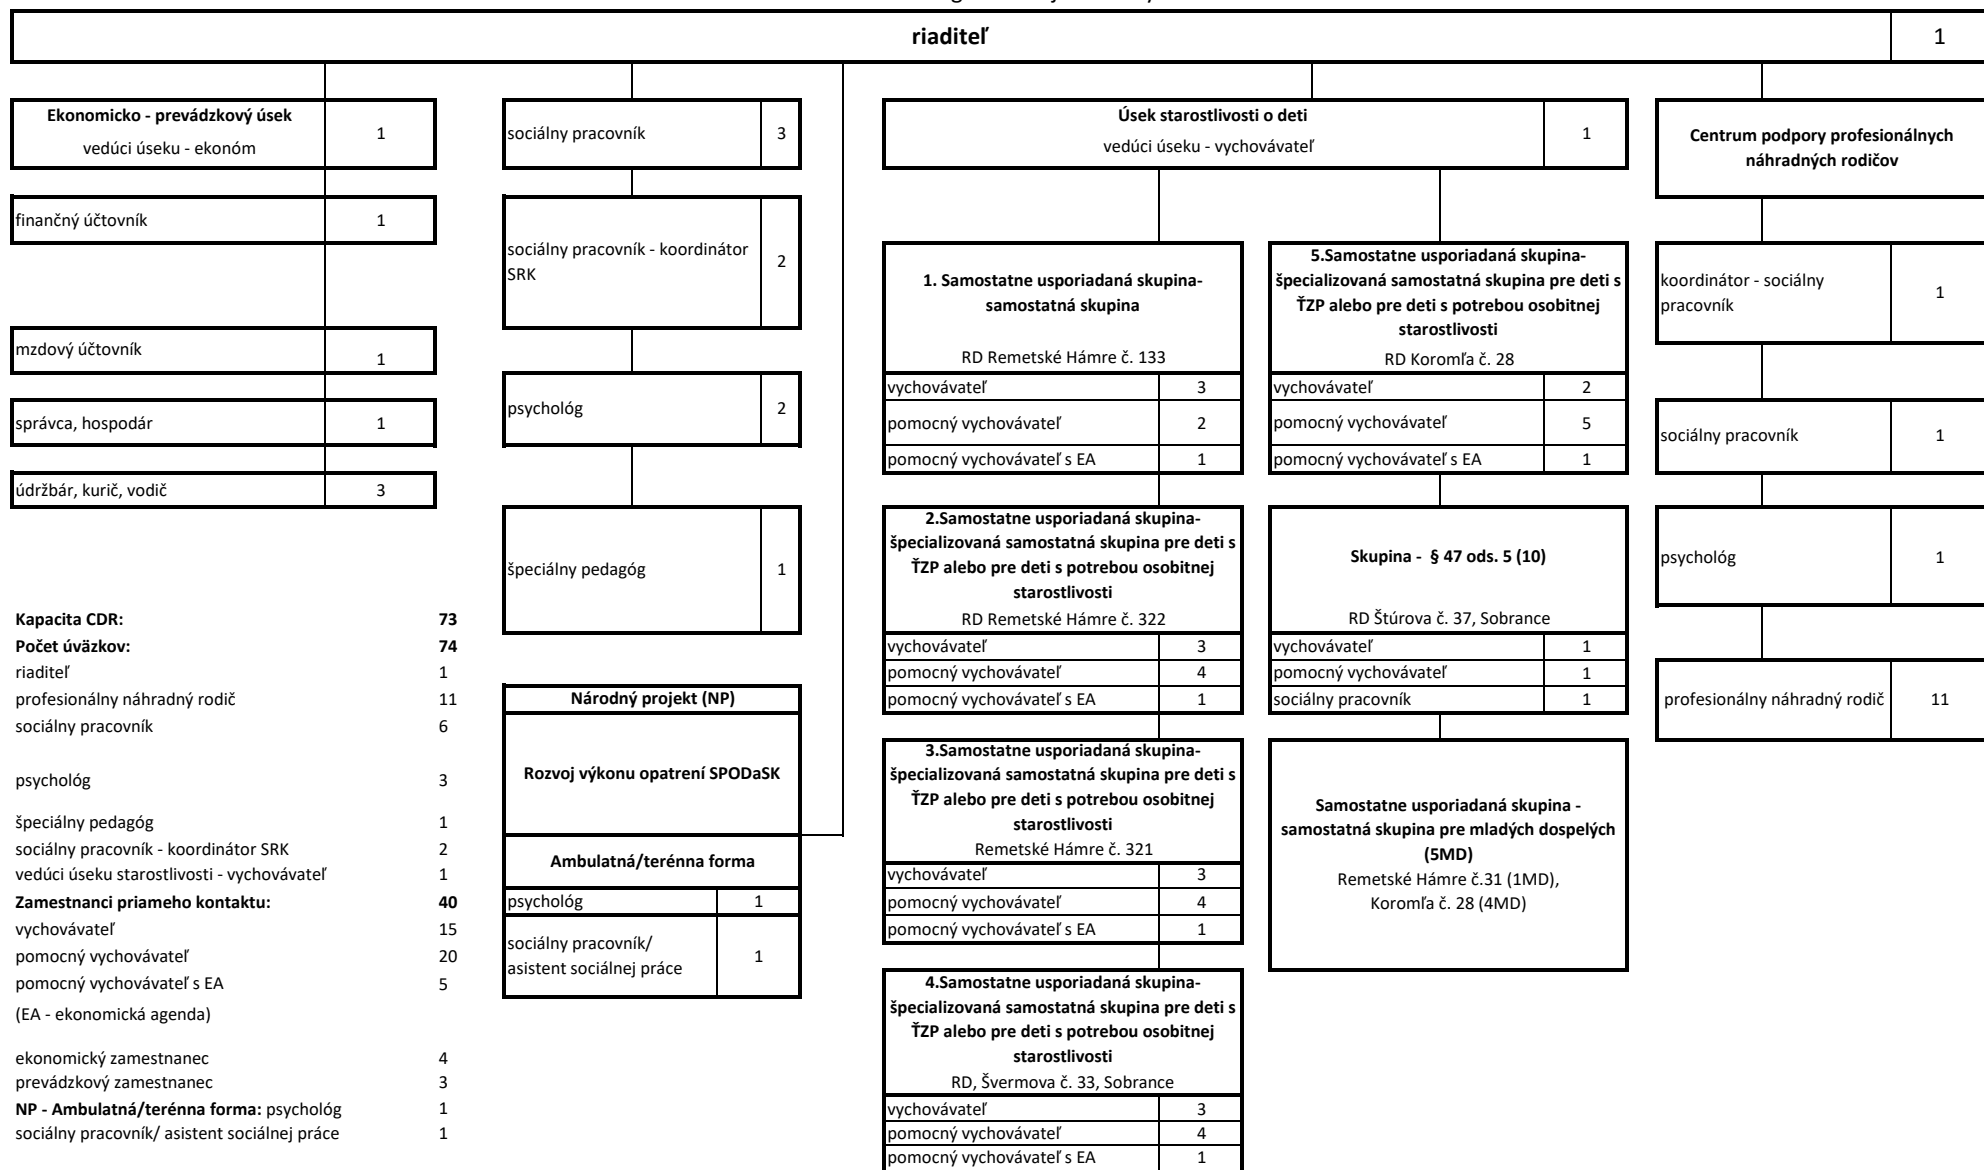 riaditeľ 1
Ekonomicko - prevádzkový úsek
vedúci úseku - ekonóm
1
finančný účtovník 1
mzdový účtovník 1
správca, hospodár 1
údržbár, kurič, vodič 3
sociálny pracovník 3
sociálny pracovník - koordinátor
SRK
2
psychológ 2
špeciálny pedagóg 1
Národný projekt (NP)
Rozvoj výkonu opatrení SPODaSK
Ambulatná/terénna forma
psychológ 1
sociálny pracovník/
asistent sociálnej práce
1
Úsek starostlivosti o deti
vedúci úseku - vychovávateľ
1
1. Samostatne usporiadaná skupina-
samostatná skupina
RD Remetské Hámre č. 133
vychovávateľ 3
pomocný vychovávateľ 2
pomocný vychovávateľ s EA 1
2.Samostatne usporiadaná skupina-
špecializovaná samostatná skupina pre deti s
ŤZP alebo pre deti s potrebou osobitnej
starostlivosti
RD Remetské Hámre č. 322
vychovávateľ 3
pomocný vychovávateľ 4
pomocný vychovávateľ s EA 1
3.Samostatne usporiadaná skupina-
špecializovaná samostatná skupina pre deti s
ŤZP alebo pre deti s potrebou osobitnej
starostlivosti
Remetské Hámre č. 321
vychovávateľ 3
pomocný vychovávateľ 4
pomocný vychovávateľ s EA 1
4.Samostatne usporiadaná skupina-
špecializovaná samostatná skupina pre deti s
ŤZP alebo pre deti s potrebou osobitnej
starostlivosti
RD, Švermova č. 33, Sobrance
vychovávateľ 3
pomocný vychovávateľ 4
pomocný vychovávateľ s EA 1
5.Samostatne usporiadaná skupina-
špecializovaná samostatná skupina pre deti s
ŤZP alebo pre deti s potrebou osobitnej
starostlivosti
RD Koromľa č. 28
vychovávateľ 2
pomocný vychovávateľ 5
pomocný vychovávateľ s EA 1
Skupina - § 47 ods. 5 (10)
RD Štúrova č. 37, Sobrance
vychovávateľ 1
pomocný vychovávateľ 1
sociálny pracovník 1
Samostatne usporiadaná skupina -
samostatná skupina pre mladých dospelých
(5MD)
Remetské Hámre č.31 (1MD),
Koromľa č. 28 (4MD)
Centrum podpory profesionálnych
náhradných rodičov
koordinátor - sociálny
pracovník
1
sociálny pracovník 1
psychológ 1
profesionálny náhradný rodič 11
Kapacita CDR: 73
Počet úväzkov: 74
riaditeľ 1
profesionálny náhradný rodič 11
sociálny pracovník 6
psychológ 3
špeciálny pedagóg 1
sociálny pracovník - koordinátor SRK 2
vedúci úseku starostlivosti - vychovávateľ 1
Zamestnanci priameho kontaktu: 40
vychovávateľ 15
pomocný vychovávateľ 20
pomocný vychovávateľ s EA 5
(EA - ekonomická agenda)
ekonomický zamestnanec 4
prevádzkový zamestnanec 3
NP - Ambulatná/terénna forma: psychológ 1
sociálny pracovník/ asistent sociálnej práce 1